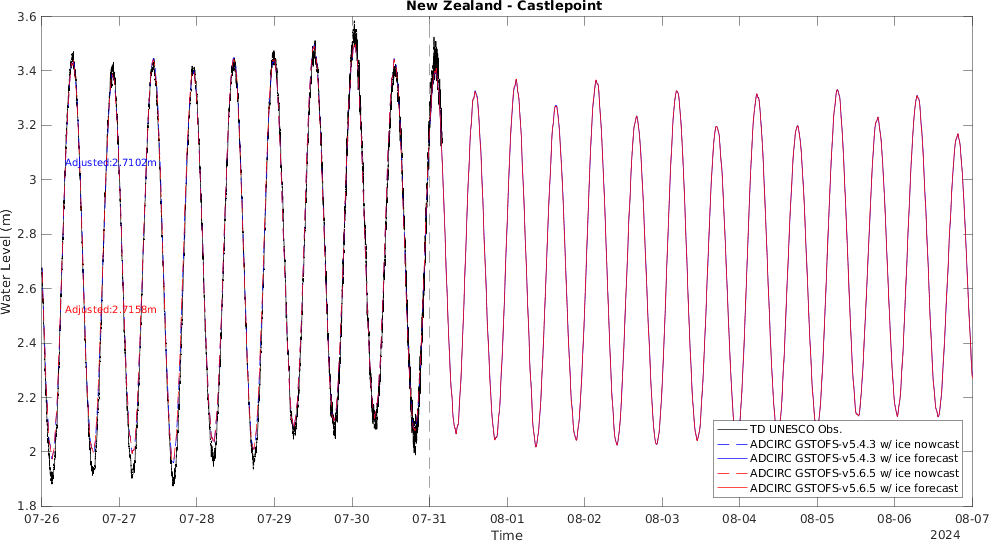 New Zealand - Castlepoint
3.6
3.4
3.2
3
2.8
2.6
2.4
2.2
2
1.8
Water Level (m)
Adjusted:2.7102m
Adjusted:2.7158m
TD UNESCO Obs.
ADCIRC GSTOFS-v5.4.3 w/ ice nowcast
ADCIRC GSTOFS-v5.4.3 w/ ice forecast
ADCIRC GSTOFS-v5.6.5 w/ ice nowcast
ADCIRC GSTOFS-v5.6.5 w/ ice forecast
07-26 07-27 07-28 07-29 07-30 07-31 08-01 08-02 08-03 08-04 08-05 08-06 08-07
Time
2024